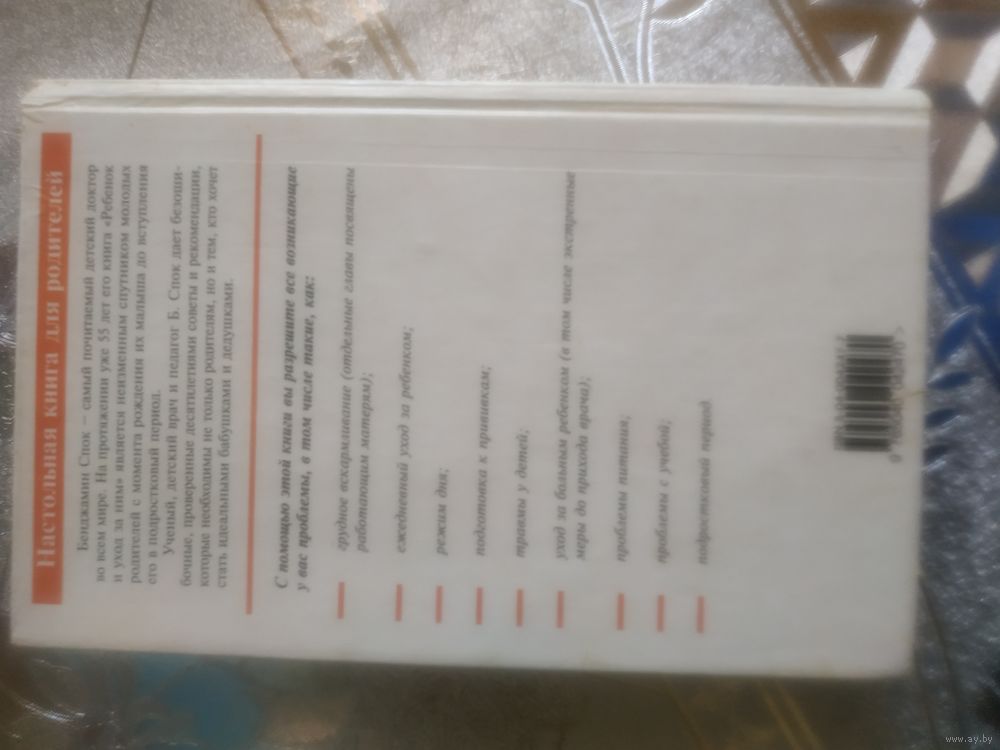 Настольная книга для родителей
Бенджамин Спок – самый почитаемый детский доктор
во всем мире. На протяжении уже 55 лет его книга «Ребенок
и уход за ним» является неизменным спутником молодых
родителей с момента рождения их малыша до вступления
его в подростковый период.
Ученый, детский врач и педагог Б. Спок дает безоши-
бочные, проверенные десятилетиями советы и рекомендации,
которые необходимы не только родителям, но и тем, кто хочет
стать идеальными бабушками и дедушками.
С помощью этой книги вы разрешите все возникающие
у вас проблемы, в том числе такие, как:
грудное вскармливание (отдельные главы посвящены
работающим матерям);
ежедневный уход за ребенком;
режим дня;
подготовка к прививкам;
травмы у детей;
уход за больным ребенком (в том числе экстренные
меры до прихода врача);
проблемы питания;
проблемы с учебой;
подростковый период
www.ay.by